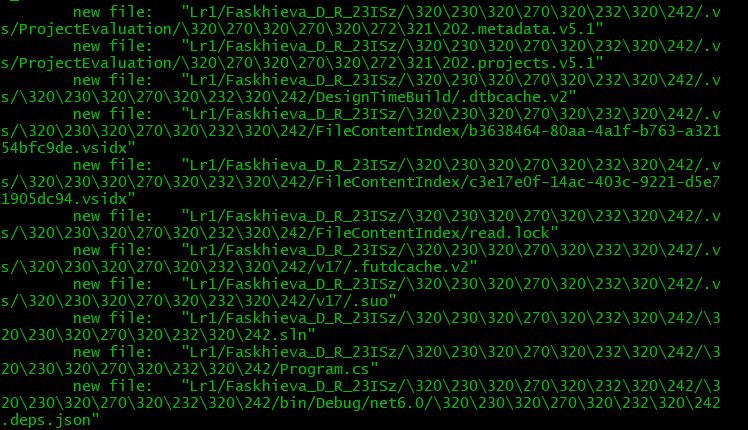 new file:   "Lr1/Faskhieva_D_R_23ISz/\320\230\320\270\320\232\320\242/.v
s/ProjectEvaluation/\320\270\320\270\320\272\321\202.metadata.v5.1"
new file:   "Lr1/Faskhieva_D_R_23ISz/\320\230\320\270\320\232\320\242/.v
s/ProjectEvaluation/\320\270\320\270\320\272\321\202.projects.v5.1"
new file:   "Lr1/Faskhieva_D_R_23ISz/\320\230\320\270\320\232\320\242/.v
s/\320\230\320\270\320\232\320\242/DesignTimeBuild/.dtbcache.v2"
new file:   "Lr1/Faskhieva_D_R_23ISz/\320\230\320\270\320\232\320\242/.v
s/\320\230\320\270\320\232\320\242/FileContentIndex/b3638464-80aa-4a1f-b763-a321
54bfc9de.vsidx"
new file:   "Lr1/Faskhieva_D_R_23ISz/\320\230\320\270\320\232\320\242/.v
s/\320\230\320\270\320\232\320\242/FileContentIndex/c3e17e0f-14ac-403c-9221-d5e7
1905dc94.vsidx"
new file:   "Lr1/Faskhieva_D_R_23ISz/\320\230\320\270\320\232\320\242/.v
s/\320\230\320\270\320\232\320\242/FileContentIndex/read.lock"
new file:   "Lr1/Faskhieva_D_R_23ISz/\320\230\320\270\320\232\320\242/.v
s/\320\230\320\270\320\232\320\242/v17/.futdcache.v2"
new file:   "Lr1/Faskhieva_D_R_23ISz/\320\230\320\270\320\232\320\242/.v
s/\320\230\320\270\320\232\320\242/v17/.suo"
new file:   "Lr1/Faskhieva_D_R_23ISz/\320\230\320\270\320\232\320\242/\3
20\230\320\270\320\232\320\242.sln"
new file:   "Lr1/Faskhieva_D_R_23ISz/\320\230\320\270\320\232\320\242/\3
20\230\320\270\320\232\320\242/Program.cs"
new file:   "Lr1/Faskhieva_D_R_23ISz/\320\230\320\270\320\232\320\242/\3
20\230\320\270\320\232\320\242/bin/Debug/net6.0/\320\230\320\270\320\232\320\242
.deps.json"